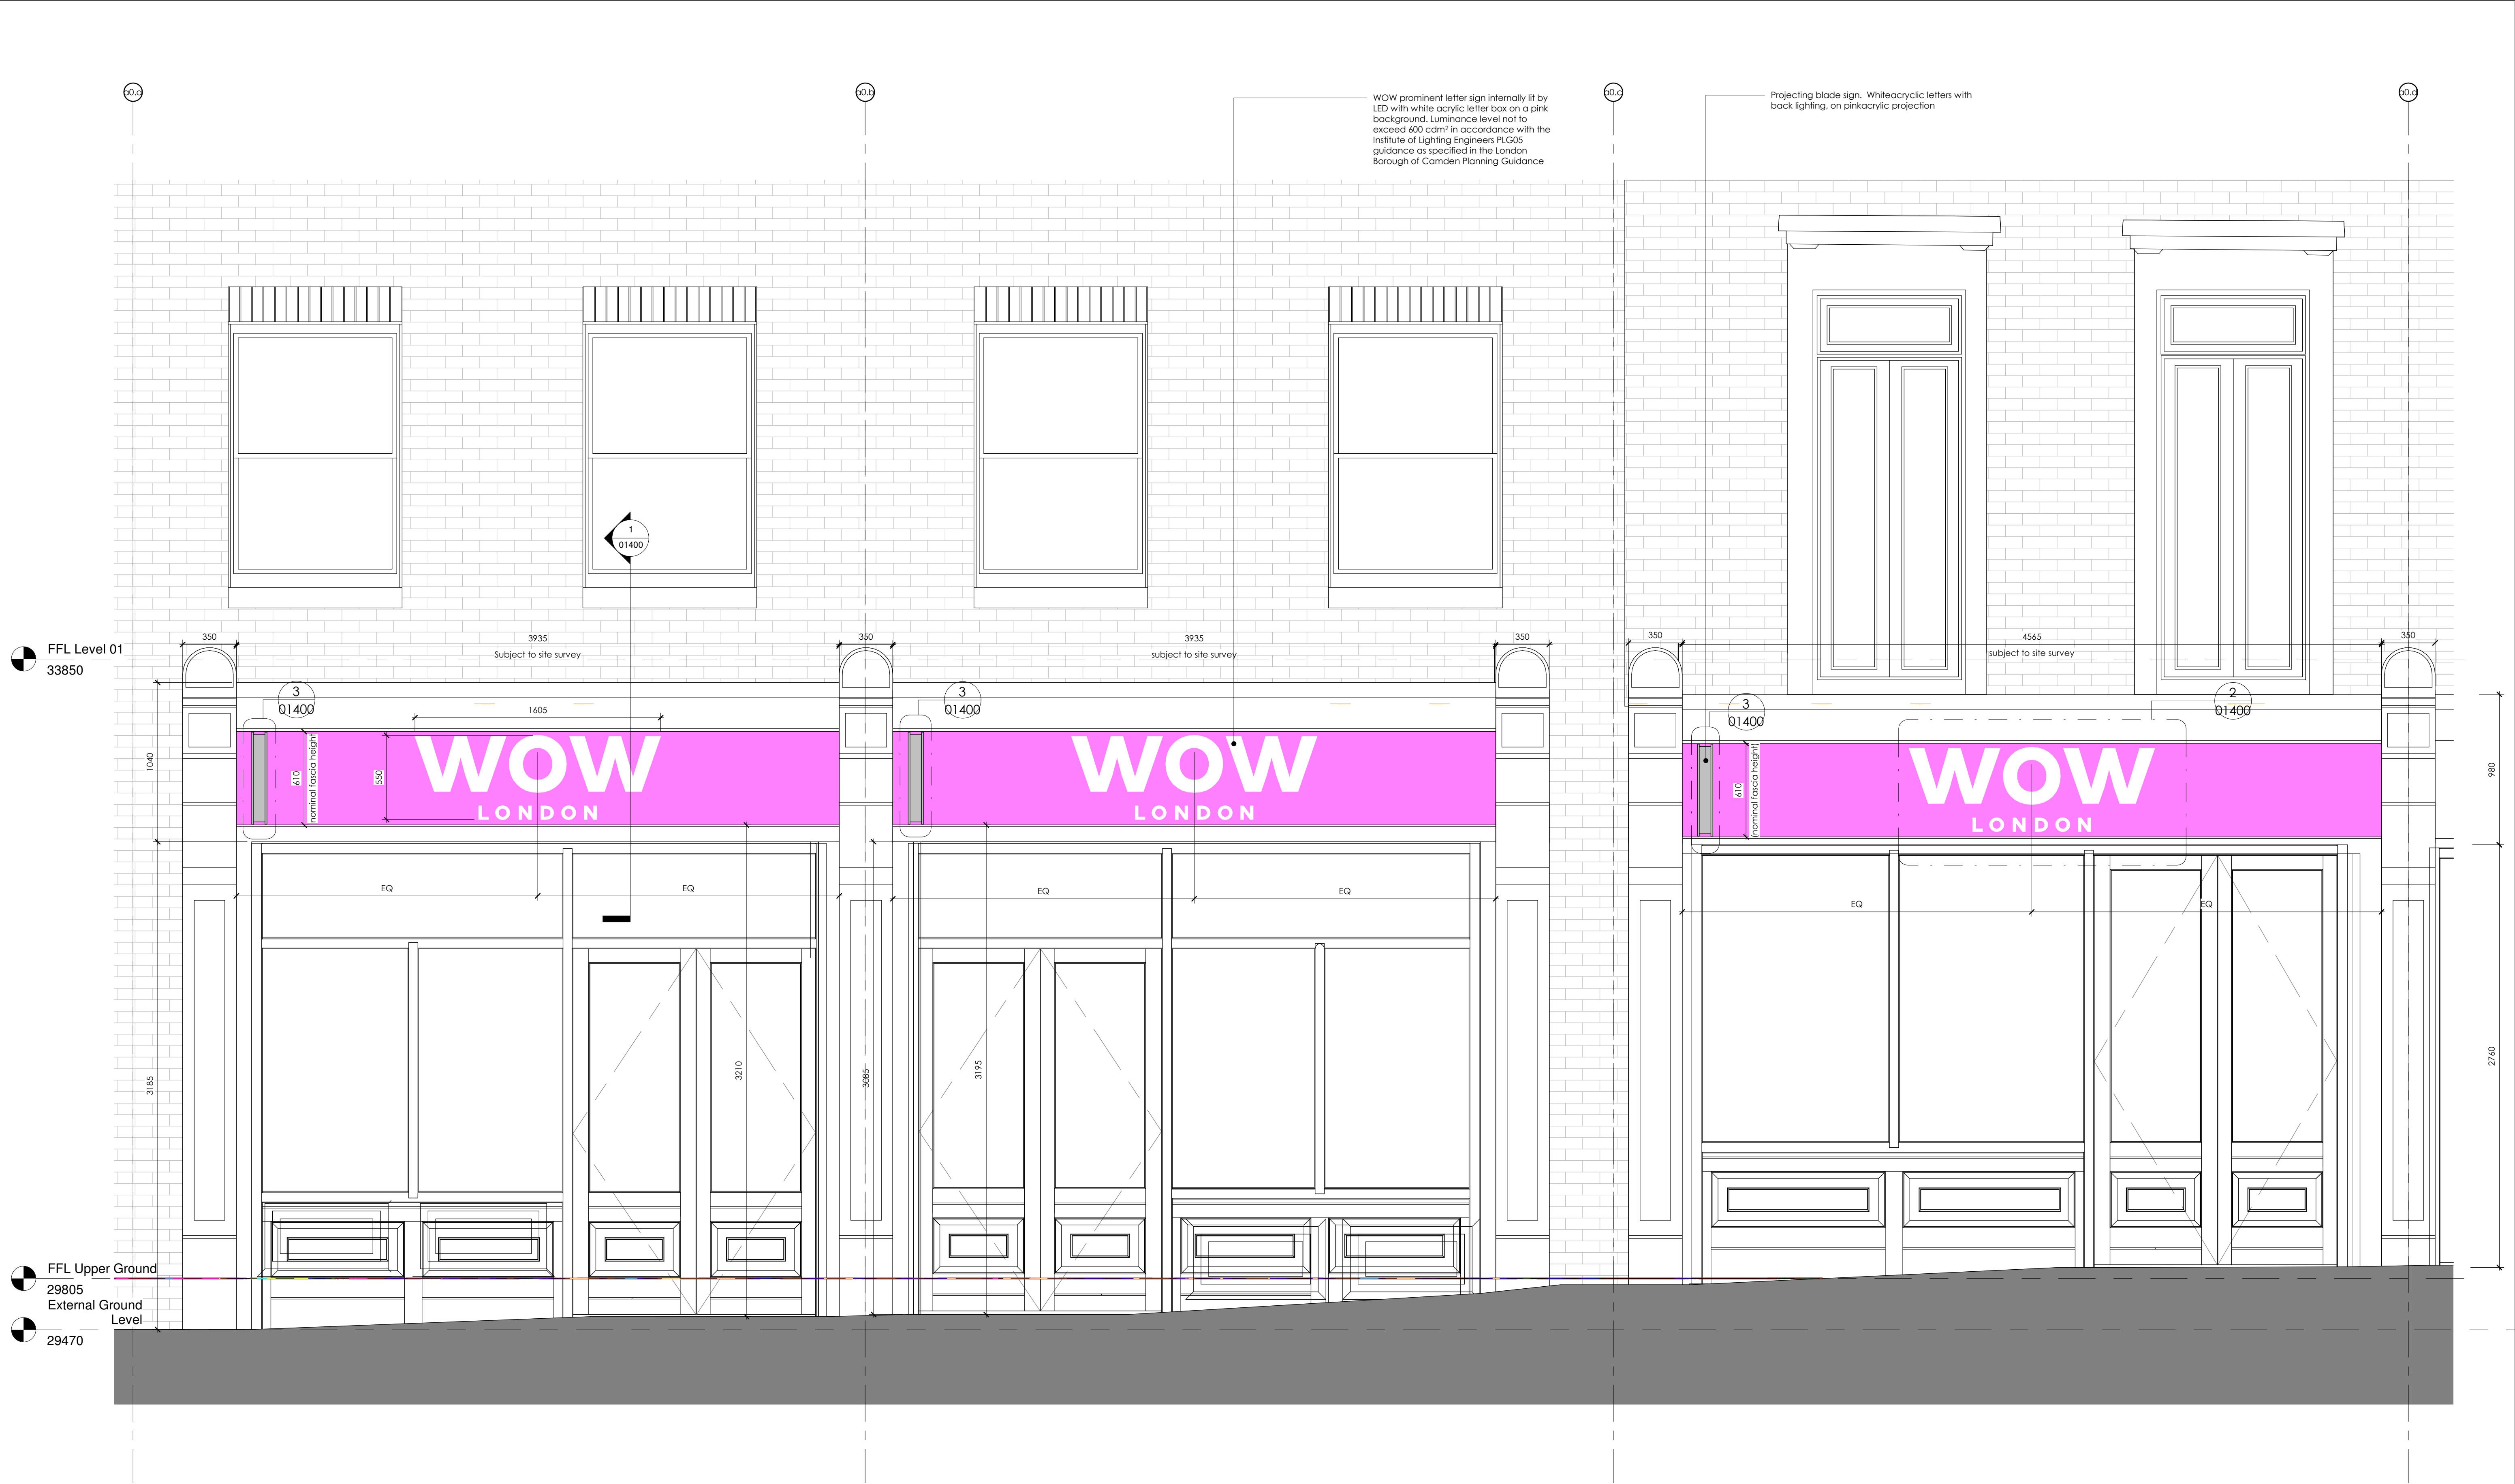 a0.a
a0.b
a0.c
a0.d
WOW prominent letter sign internally lit by
LED with white acrylic letter box on a pink
background. Luminance level not to
exceed 600 cdm² in accordance with the
Institute of Lighting Engineers PLG05
guidance as specified in the London
Borough of Camden Planning Guidance
Projecting blade sign. Whiteacryclic letters with
back lighting, on pinkacrylic projection
1
01400
FFL Level 01
33850
350
3935
Subject to site survey
350
3935
subject to site survey
350
350
4565
subject to site survey
350
3
01400
1605
3
01400
3
01400
2
01400
1040
610
nominal fascia height
550
WOW
LONDON
WOW
LONDON
610
(nominal fascia height)
WOW
LONDON
980
EQ
EQ
EQ
EQ
EQ
EQ
3185
3210
3085
3195
2760
FFL Upper Ground
29805
External Ground
Level
29470